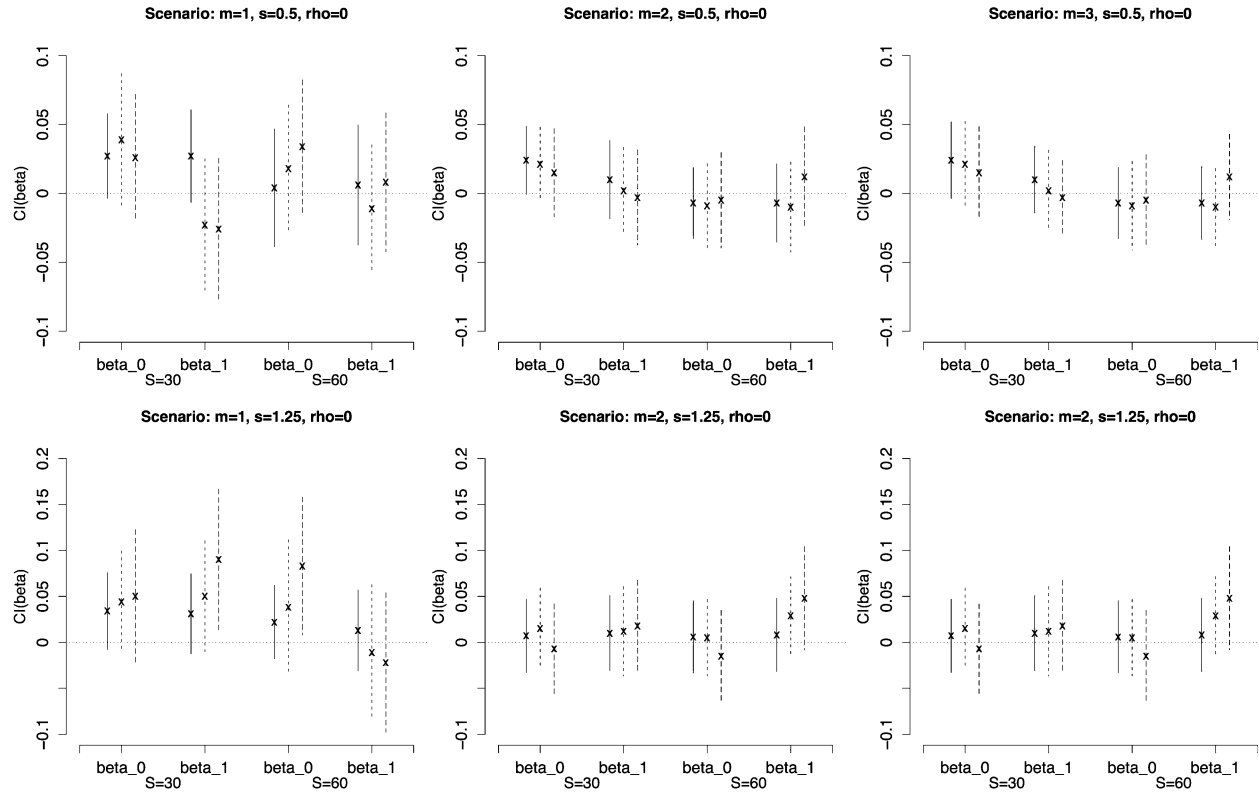 Scenario: m=1, s=0.5, rho=0
CI(beta)
0.1
0.05
0
−0.05
−0.1
beta_0 beta_1 beta_0 beta_1
S=30 S=60
Scenario: m=2, s=0.5, rho=0
CI(beta)
0.1
0.05
0
−0.05
−0.1
beta_0 beta_1 beta_0 beta_1
S=30 S=60
Scenario: m=3, s=0.5, rho=0
CI(beta)
0.1
0.05
0
−0.05
−0.1
beta_0 beta_1 beta_0 beta_1
S=30 S=60
Scenario: m=1, s=1.25, rho=0
CI(beta)
0.2
0.15
0.1
0.05
0
−0.1
beta_0 beta_1 beta_0 beta_1
S=30 S=60
Scenario: m=2, s=1.25, rho=0
CI(beta)
0.2
0.15
0.1
0.05
0
−0.1
beta_0 beta_1 beta_0 beta_1
S=30 S=60
Scenario: m=2, s=1.25, rho=0
CI(beta)
0.2
0.15
0.1
0.05
0
−0.1
beta_0 beta_1 beta_0 beta_1
S=30 S=60